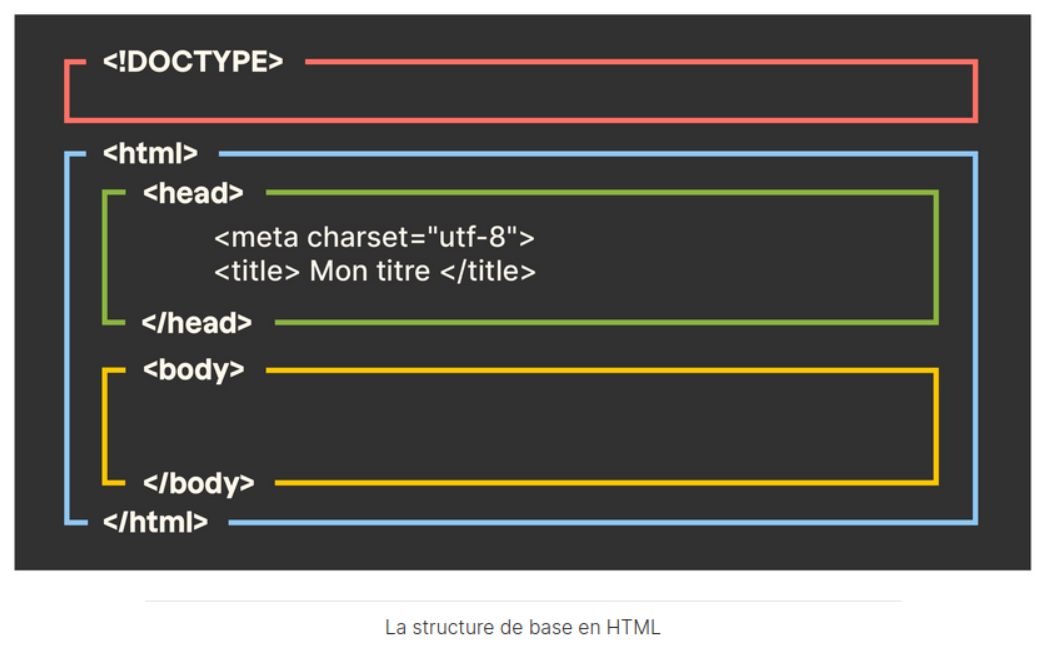 <!DOCTYPE>
<html>
<head>
<meta charset="utf-8">
<title> Mon titre </title>
</head>
<body>
</body>
</html>
La structure de base en HTML